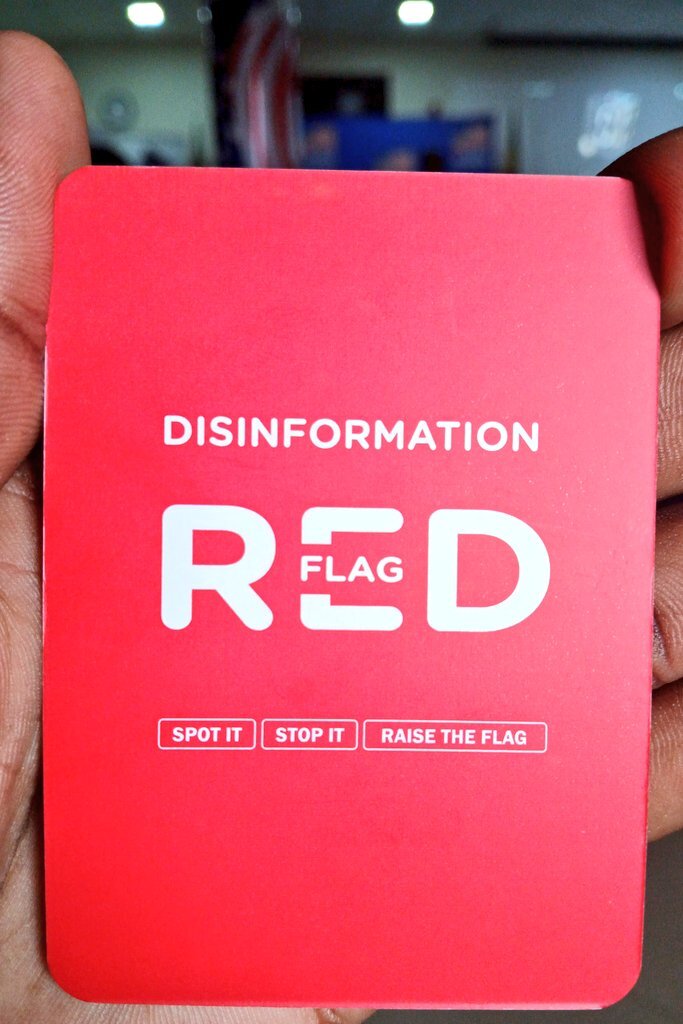 DISINFORMATION
RED
FLAG
SPOT IT STOP IT RAISE THE FLAG